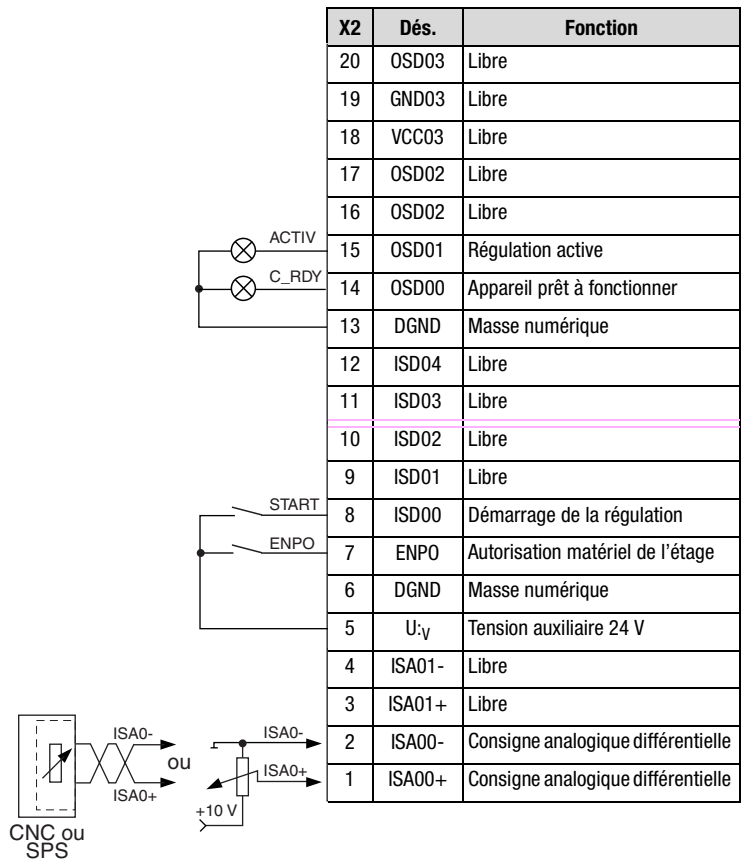 X2 Dés. Fonction
20 OSD03 Libre
19 GND03 Libre
18 VCC03 Libre
17 OSD02 Libre
16 OSD02 Libre
ACTIV 15 OSD01 Régulation active
C_RDY 14 OSD00 Appareil prêt à fonctionner
13 DGND Masse numérique
12 ISD04 Libre
11 ISD03 Libre
10 ISD02 Libre
9 ISD01 Libre
START 8 ISD00 Démarrage de la régulation
ENPO 7 ENPO Autorisation matériel de l'étage
6 DGND Masse numérique
5 U:V Tension auxiliaire 24 V
4 ISA01- Libre
3 ISA01+ Libre
ISA0- ISA0- 2 ISA00- Consigne analogique différentielle
ou
ISA0+ ISA0+ 1 ISA00+ Consigne analogique différentielle
+10 V
CNC ou
SPS